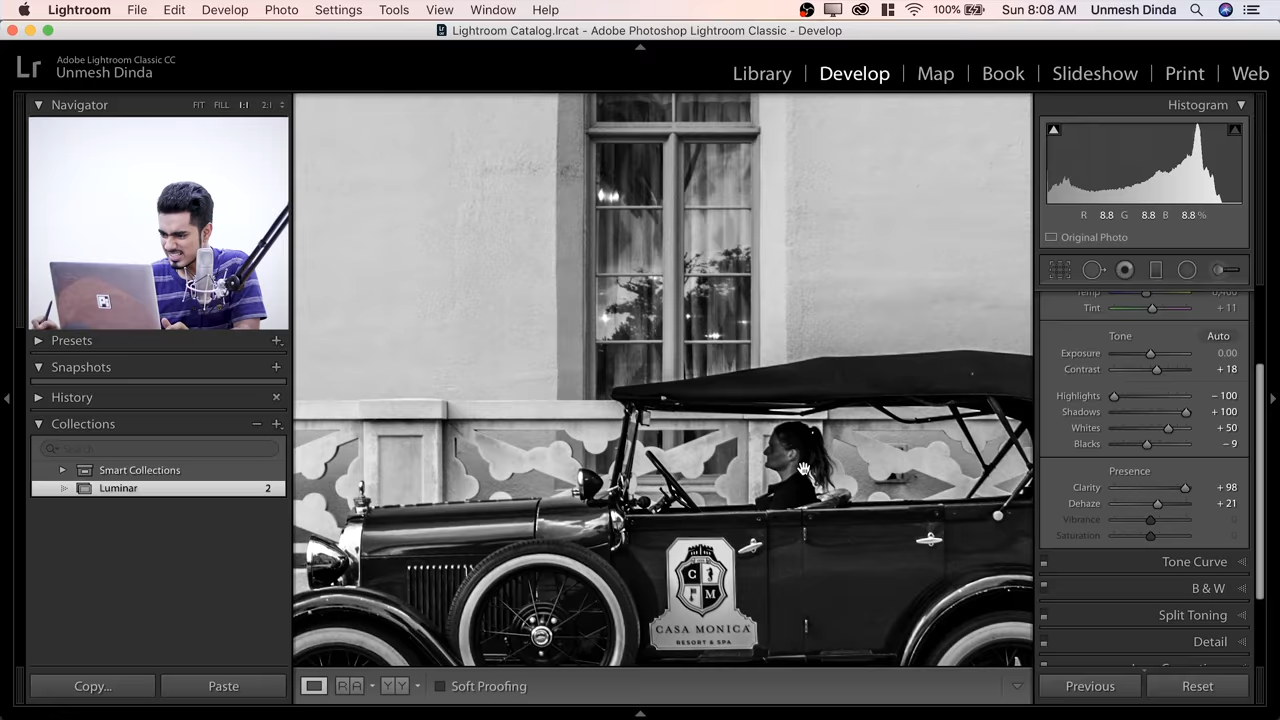 Lightroom File Edit Develop Photo Settings Tools View Window Help 100% Sun 8:08 AM Unmesh Dinda
Lightroom Catalog.lrcat - Adobe Photoshop Lightroom Classic - Develop
Lr Adobe Lightroom Classic CC
Unmesh Dinda
Library Develop Map Book Slideshow Print Web
Navigator FIT FILL 1:1 2:1
Histogram
R 8.8 G 8.8 B 8.8 %
Original Photo
Tint + 11
Tone Auto
Exposure 0.00
Contrast + 18
Highlights − 100
Shadows + 100
Whites + 50
Blacks − 9
Presence
Clarity + 98
Dehaze + 21
Vibrance 0
Saturation 0
Tone Curve
B & W
Split Toning
Detail
Presets
Snapshots
History
Collections
Search
Smart Collections
Luminar 2
C M
CASA MONICA
RESORT & SPA
Copy... Paste
R A Y Y Soft Proofing
Previous Reset